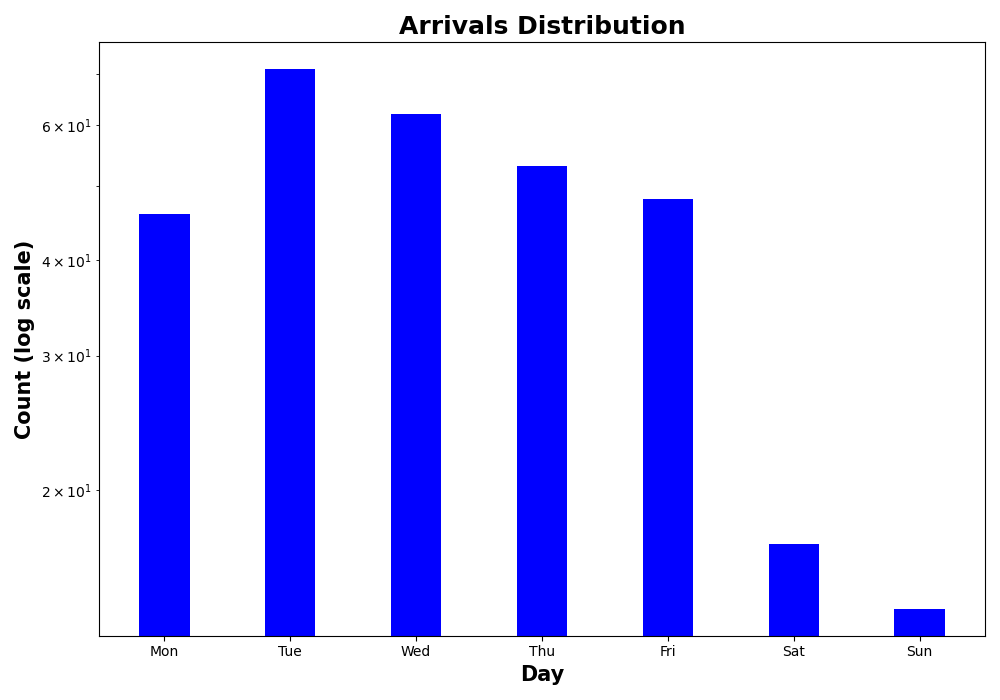 Arrivals Distribution
Count (log scale)
6 × 10¹
4 × 10¹
3 × 10¹
2 × 10¹
Mon Tue Wed Thu Fri Sat Sun
Day